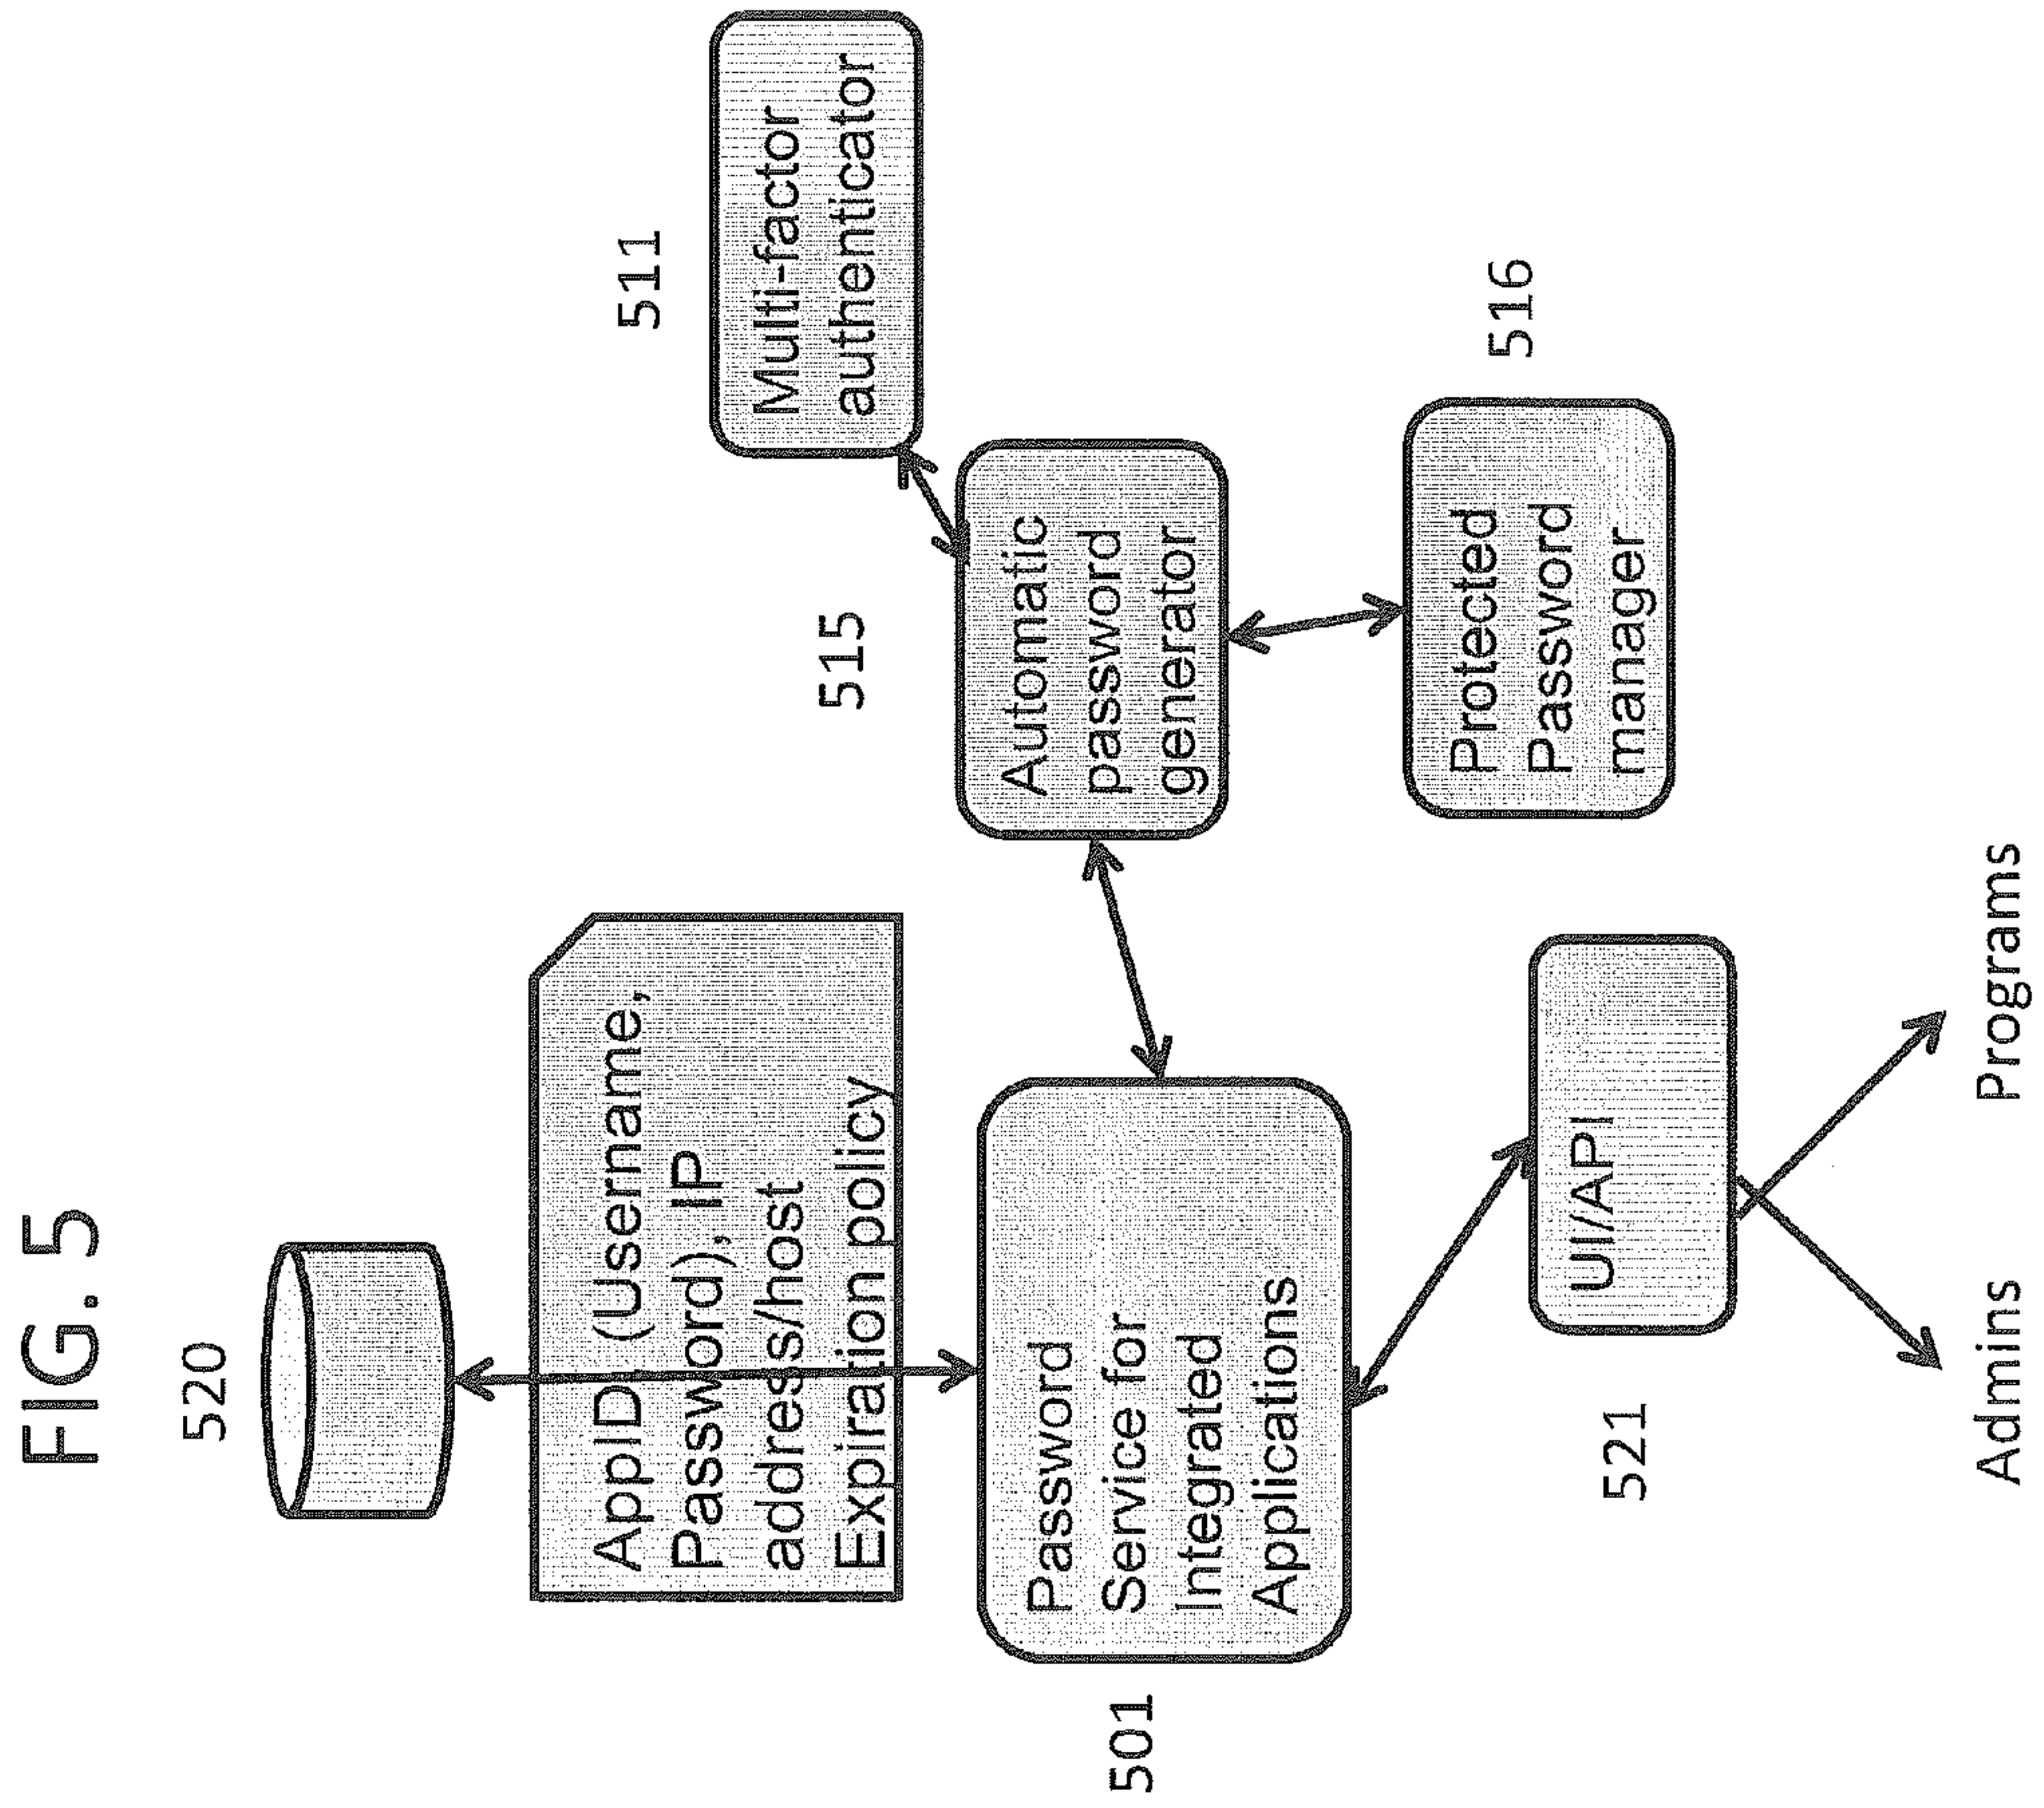 FIG. 5
520
AppID, (Username,
Password), IP
address/host
Expiration policy
501
Password
Service for
Integrated
Applications
515
Automatic
password
generator
511
Multi-factor
authenticator
516
Protected
Password
manager
521
UI/API
Admins
Programs